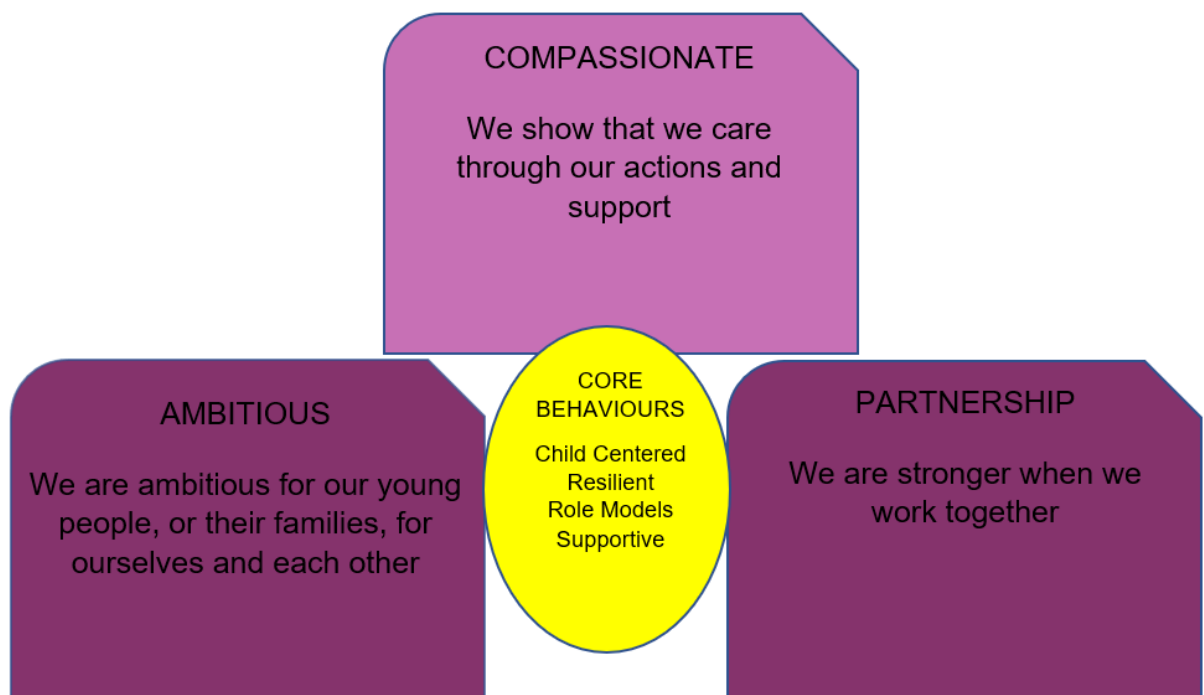 COMPASSIONATE
We show that we care
through our actions and
support
AMBITIOUS
We are ambitious for our young
people, or their families, for
ourselves and each other
CORE
BEHAVIOURS
Child Centered
Resilient
Role Models
Supportive
PARTNERSHIP
We are stronger when we
work together